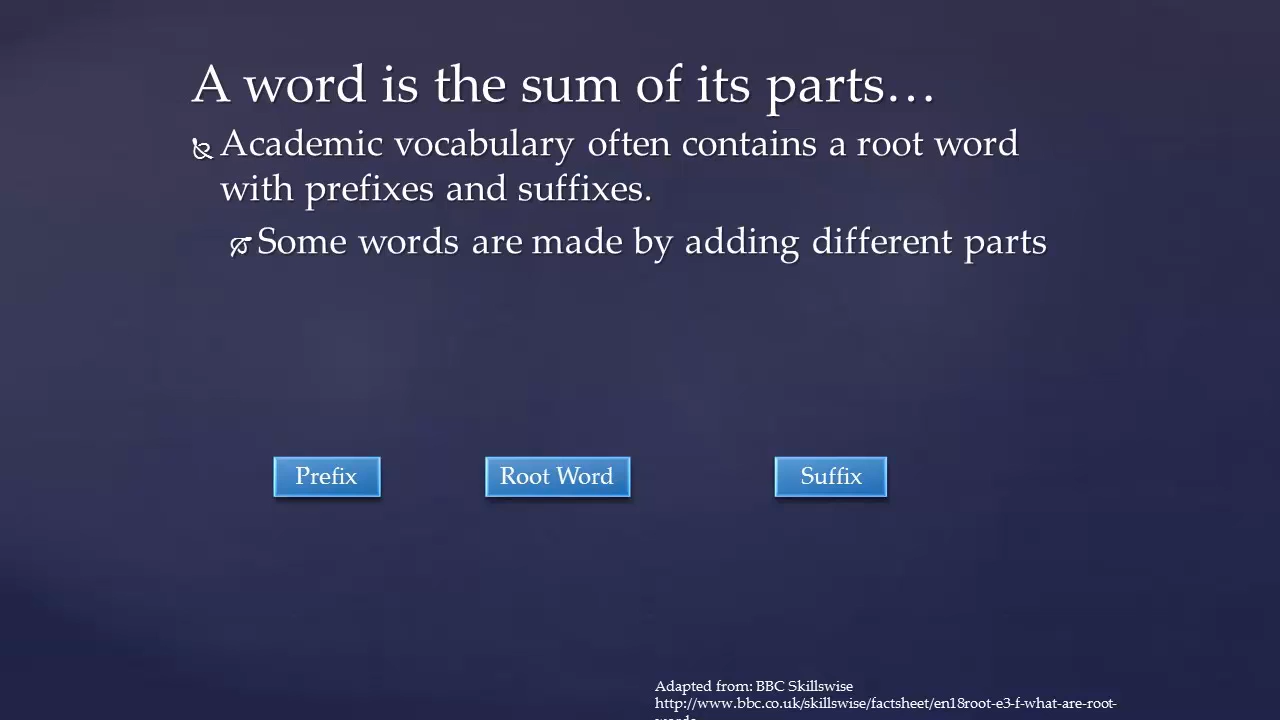 A word is the sum of its parts…
Academic vocabulary often contains a root word
with prefixes and suffixes.
Some words are made by adding different parts
Prefix Root Word Suffix
Adapted from: BBC Skillswise
http://www.bbc.co.uk/skillswise/factsheet/en18root-e3-f-what-are-root-